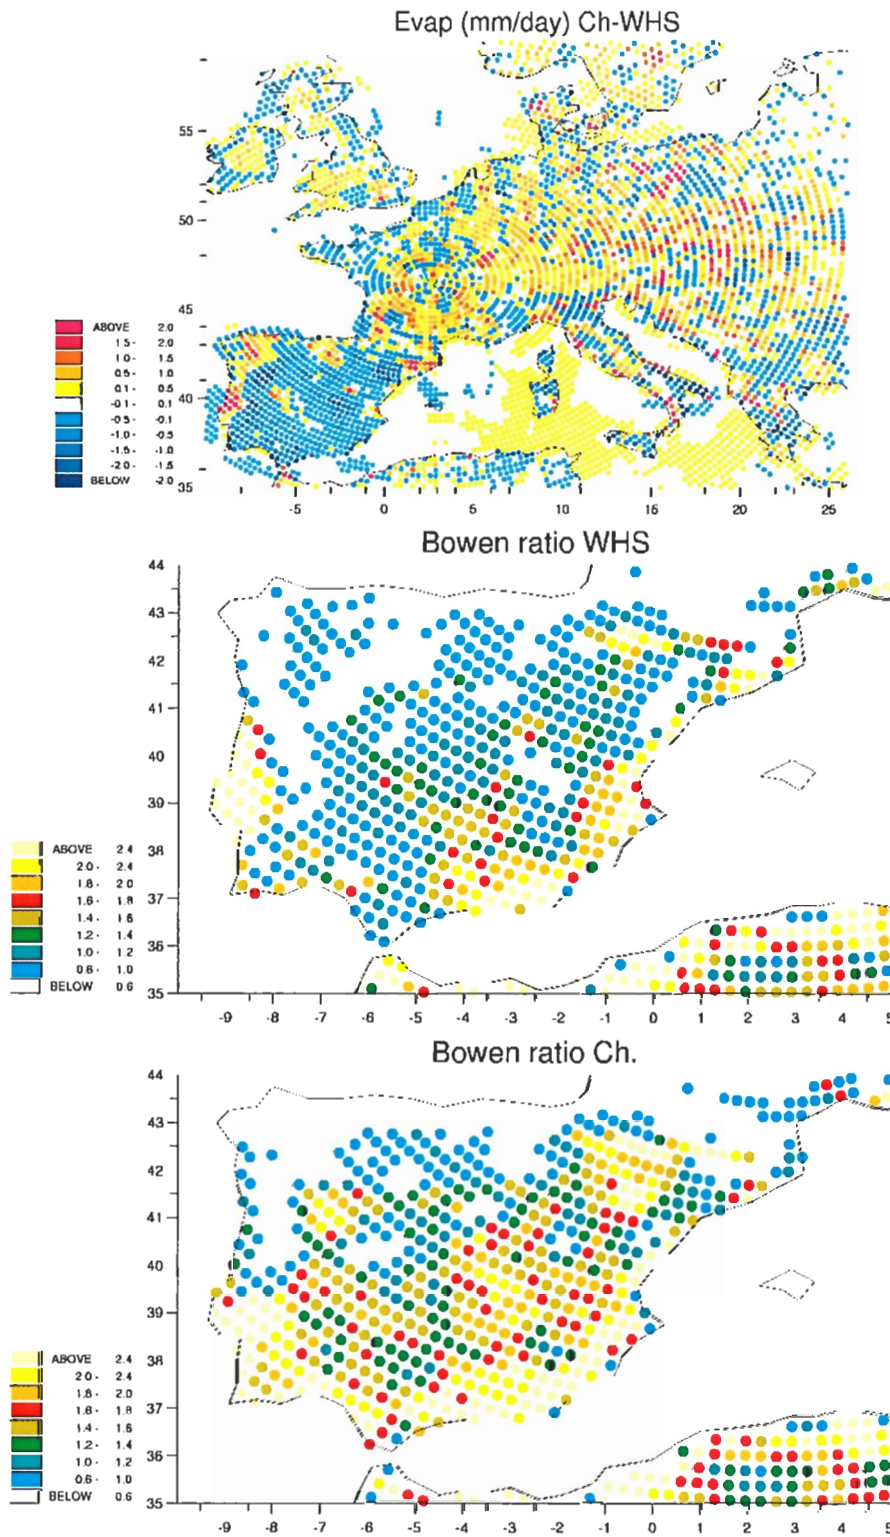 Evap (mm/day) Ch-WHS
55
50
45
40
35
ABOVE 2.0
1.5 - 2.0
1.0 - 1.5
0.5 - 1.0
0.1 - 0.5
-0.1 - 0.1
-0.5 - -0.1
-1.0 - -0.5
-1.5 - -1.0
-2.0 - -1.5
BELOW -2.0
-5 0 5 10 15 20 25
Bowen ratio WHS
44
43
42
41
40
39
38
37
36
35
ABOVE 2.4
2.0 - 2.4
1.8 - 2.0
1.6 - 1.8
1.4 - 1.6
1.2 - 1.4
1.0 - 1.2
0.6 - 1.0
BELOW 0.6
-9 -8 -7 -6 -5 -4 -3 -2 -1 0 1 2 3 4 5
Bowen ratio Ch.
44
43
42
41
40
39
38
37
36
35
ABOVE 2.4
2.0 - 2.4
1.8 - 2.0
1.6 - 1.8
1.4 - 1.6
1.2 - 1.4
1.0 - 1.2
0.6 - 1.0
BELOW 0.6
-9 -8 -7 -6 -5 -4 -3 -2 -1 0 1 2 3 4 5